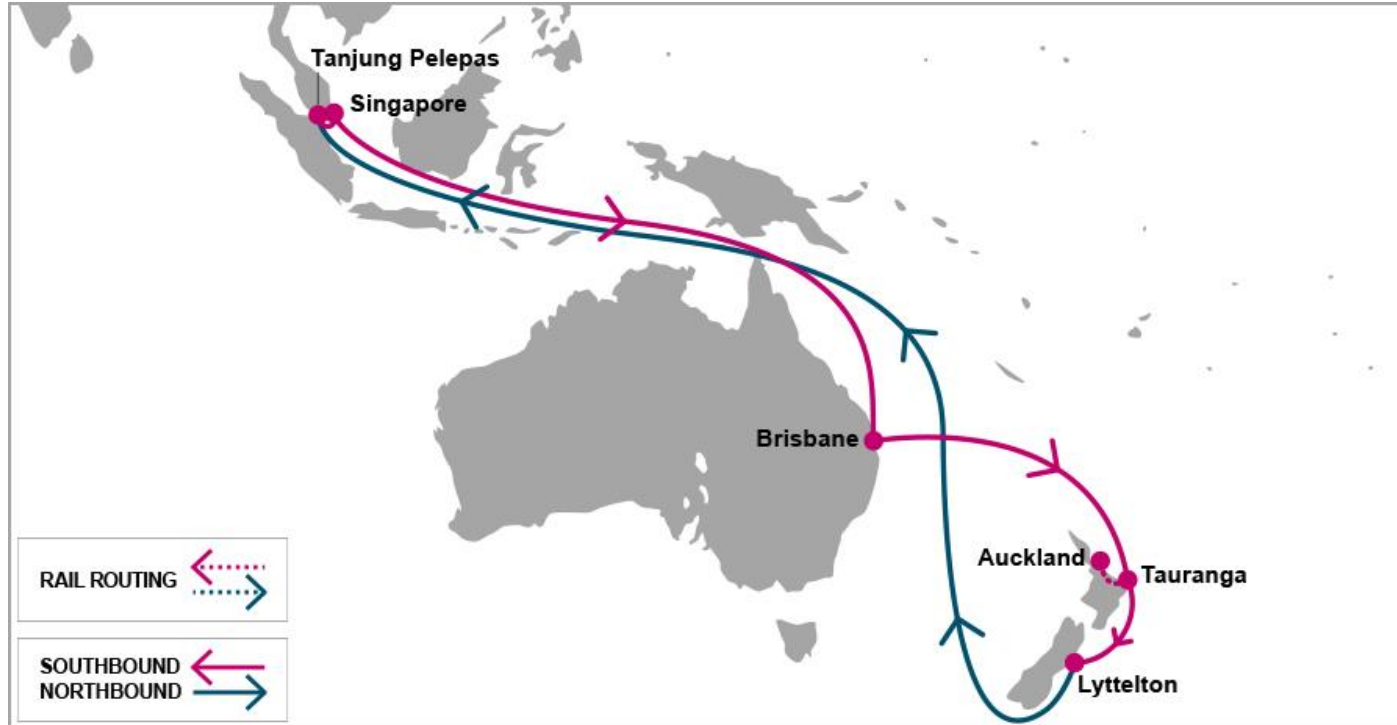 Tanjung Pelepas
Singapore
Brisbane
Auckland
Tauranga
Lyttelton
RAIL ROUTING
SOUTHBOUND
NORTHBOUND